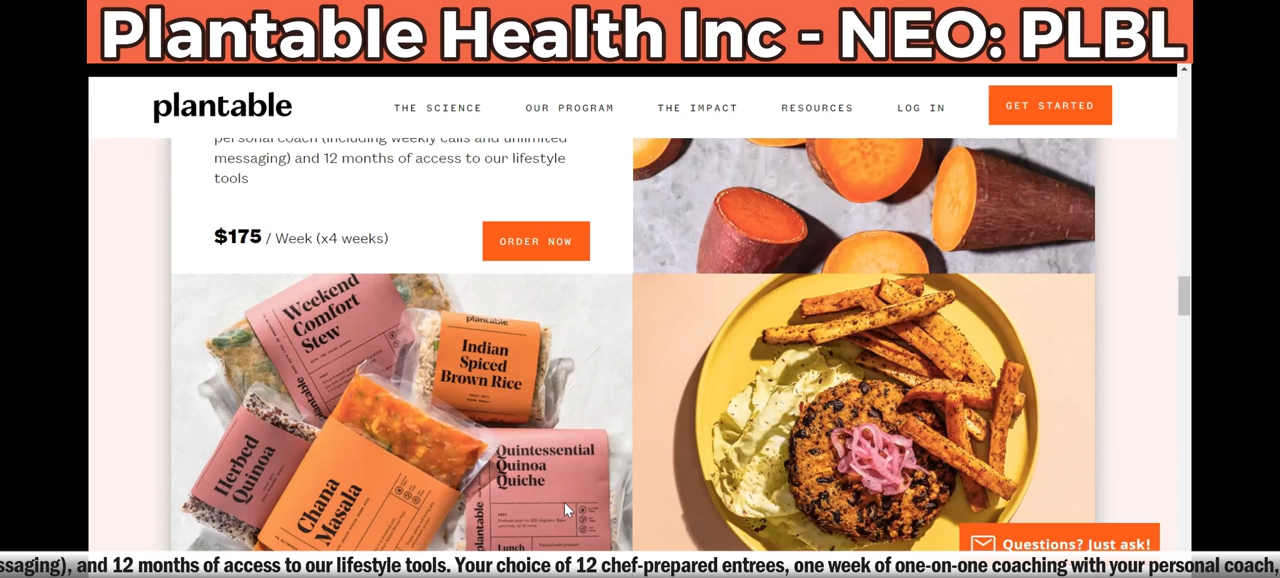 Plantable Health Inc - NEO: PLBL
plantable
THE SCIENCE
OUR PROGRAM
THE IMPACT
RESOURCES
LOG IN
GET STARTED
personal coach (including weekly calls and unlimited
messaging) and 12 months of access to our lifestyle
tools
$175 / Week (x4 weeks)
ORDER NOW
Weekend
Comfort
Stew
plantable
plantable
Indian
Spiced
Brown Rice
Herbed
Quinoa
Chana
Masala
Quintessential
Quinoa
Quiche
plantable
Lunch
Questions? Just ask!
ssaging), and 12 months of access to our lifestyle tools. Your choice of 12 chef-prepared entrees, one week of one-on-one coaching with your personal coach,